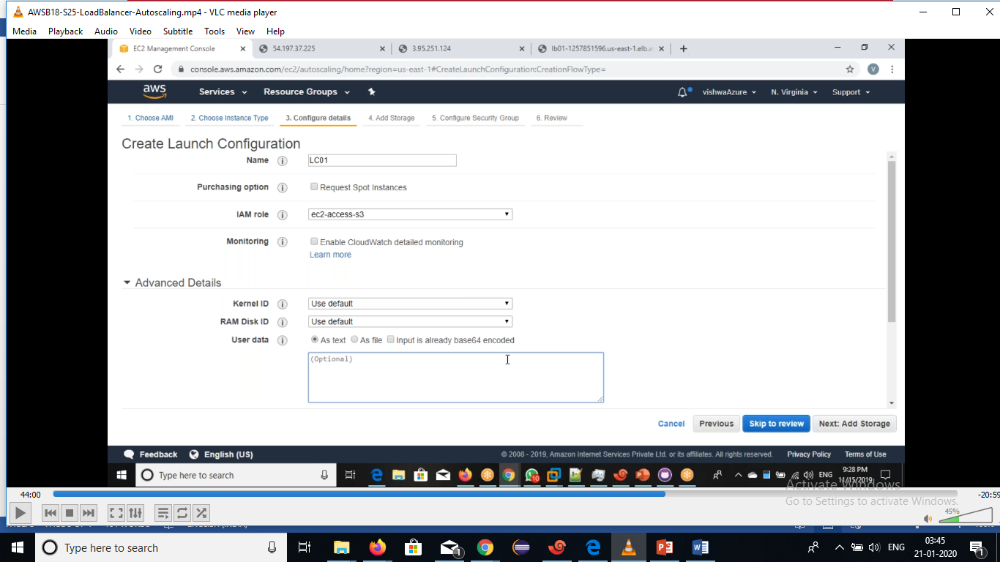 AWSB18-S25-LoadBalancer-Autoscaling.mp4 - VLC media player
Media Playback Audio Video Subtitle Tools View Help
EC2 Management Console
54.197.37.225
3.95.251.124
lb01-1257851596.us-east-1.elb.a
console.aws.amazon.com/ec2/autoscaling/home?region=us-east-1#CreateLaunchConfiguration:CreationFlowType=
V
aws
Services
Resource Groups
vishwaAzure
N. Virginia
Support
1. Choose AMI
2. Choose Instance Type
3. Configure details
4. Add Storage
5. Configure Security Group
6. Review
Create Launch Configuration
Name
LC01
Purchasing option
Request Spot Instances
IAM role
ec2-access-s3
Monitoring
Enable CloudWatch detailed monitoring
Learn more
Advanced Details
Kernel ID
Use default
RAM Disk ID
Use default
User data
As text
As file
Input is already base64 encoded
(Optional)
Cancel
Previous
Skip to review
Next: Add Storage
Feedback
English (US)
© 2008 - 2019, Amazon Internet Services Private Ltd. or its affiliates. All rights reserved.
Privacy Policy
Terms of Use
Type here to search
10
ENG
9:28 PM
11/15/2019
Activate Windows
Go to Settings to activate Windows.
44:00
-20:59
45%
Type here to search
1
ENG
03:45
21-01-2020
1